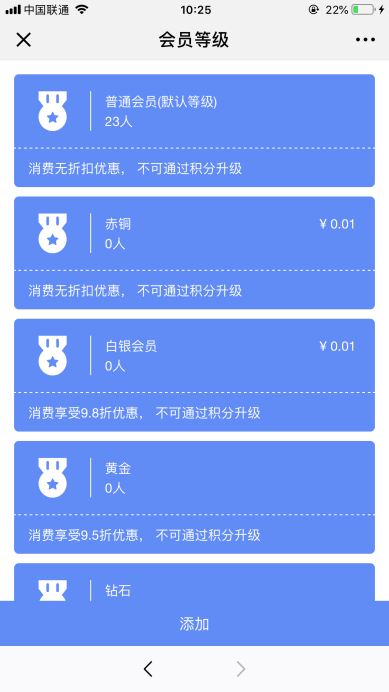 中国联通
10:25
22%
会员等级
普通会员(默认等级)
23人
消费无折扣优惠， 不可通过积分升级
赤铜
¥ 0.01
0人
消费无折扣优惠， 不可通过积分升级
白银会员
¥ 0.01
0人
消费享受9.8折优惠， 不可通过积分升级
黄金
0人
消费享受9.5折优惠， 不可通过积分升级
钻石
添加